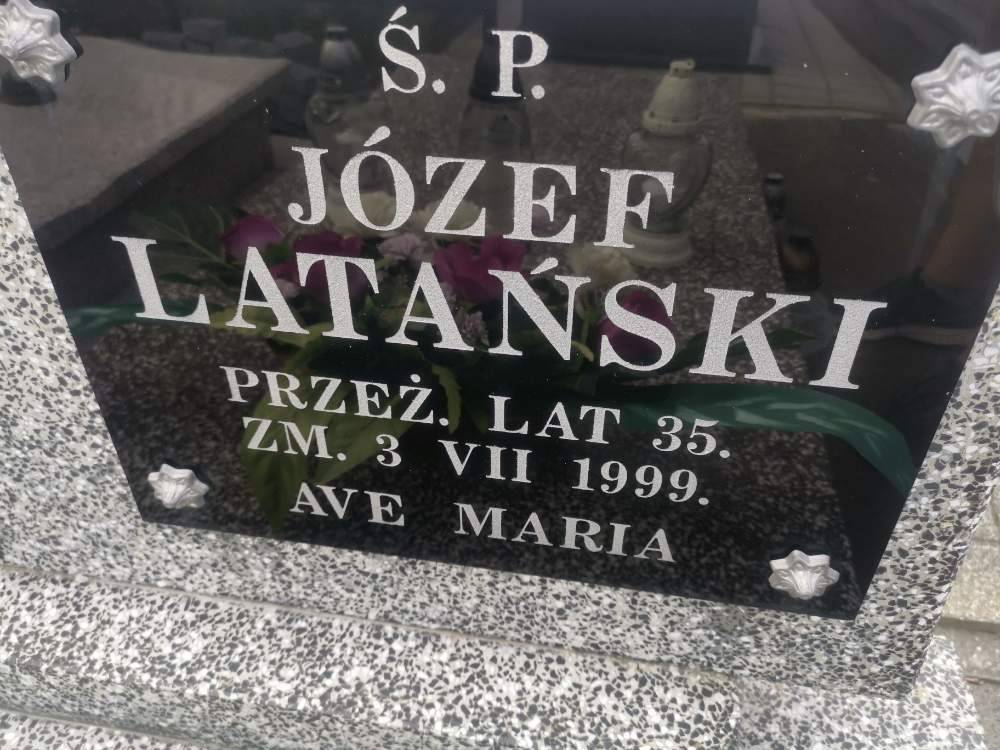 Ś. P.
JÓZEF
LATAŃSKI
PRZEŻ. LAT 35.
ZM. 3 VII 1999.
AVE MARIA